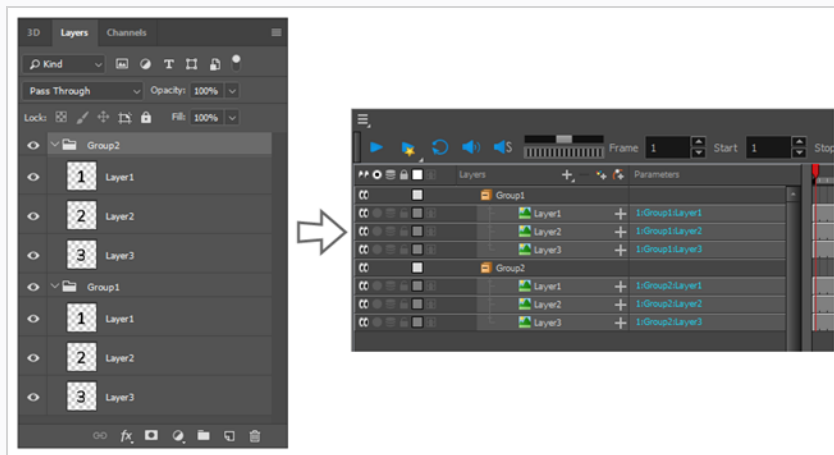 3D Layers Channels
Kind
Pass Through Opacity: 100%
Lock: Fill: 100%
Group2
1 Layer1
2 Layer2
3 Layer3
Group1
1 Layer1
2 Layer2
3 Layer3
fx
S Frame 1 Start 1 Stop
Layers Parameters
Group1
Layer1 1:Group1:Layer1
Layer2 1:Group1:Layer2
Layer3 1:Group1:Layer3
Group2
Layer1 1:Group2:Layer1
Layer2 1:Group2:Layer2
Layer3 1:Group2:Layer3